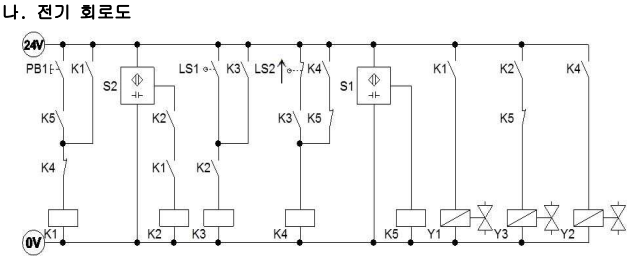 나. 전기 회로도
24V
PB1 K1 S2 LS1 K3 LS2 K4 S1 K1 K2 K4
K5 K2 K3 K5 K5
K4 K1 K2
K1 K2 K3 K4 K5 Y1 Y3 Y2
0V